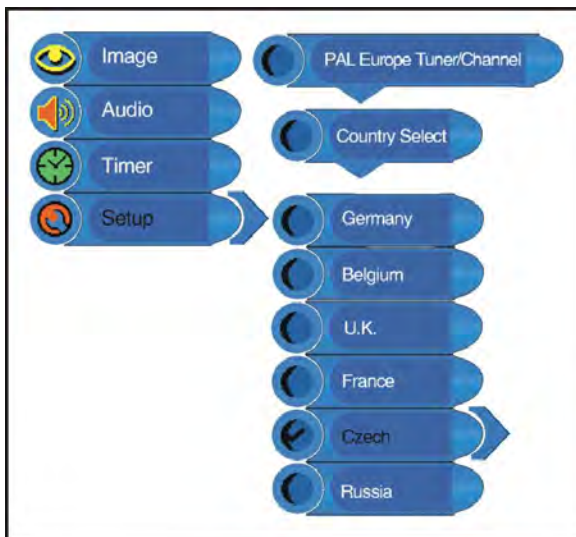 Image
Audio
Timer
Setup
PAL Europe Tuner/Channel
Country Select
Germany
Belgium
U.K.
France
Czech
Russia